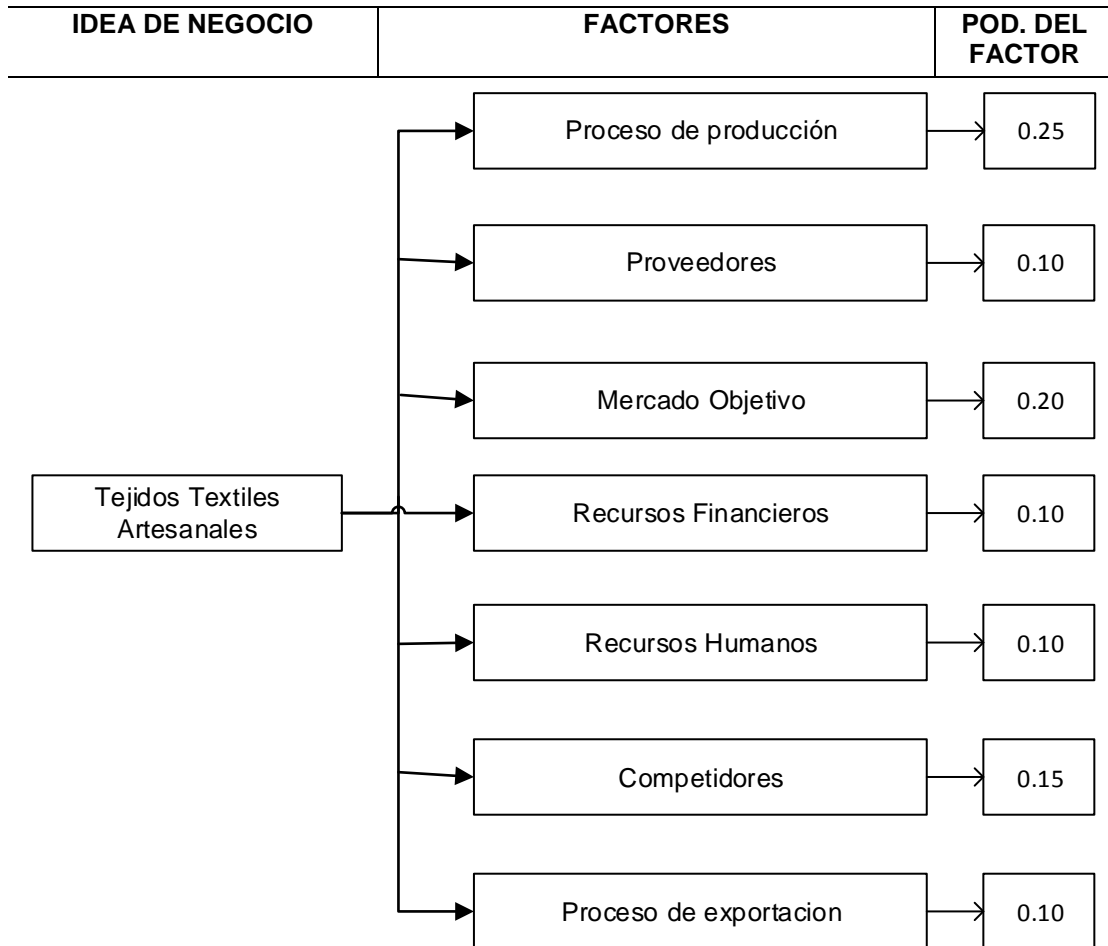 IDEA DE NEGOCIO
FACTORES
POD. DEL
FACTOR
Proceso de producción
0.25
Proveedores
0.10
Mercado Objetivo
0.20
Tejidos Textiles
Artesanales
Recursos Financieros
0.10
Recursos Humanos
0.10
Competidores
0.15
Proceso de exportacion
0.10